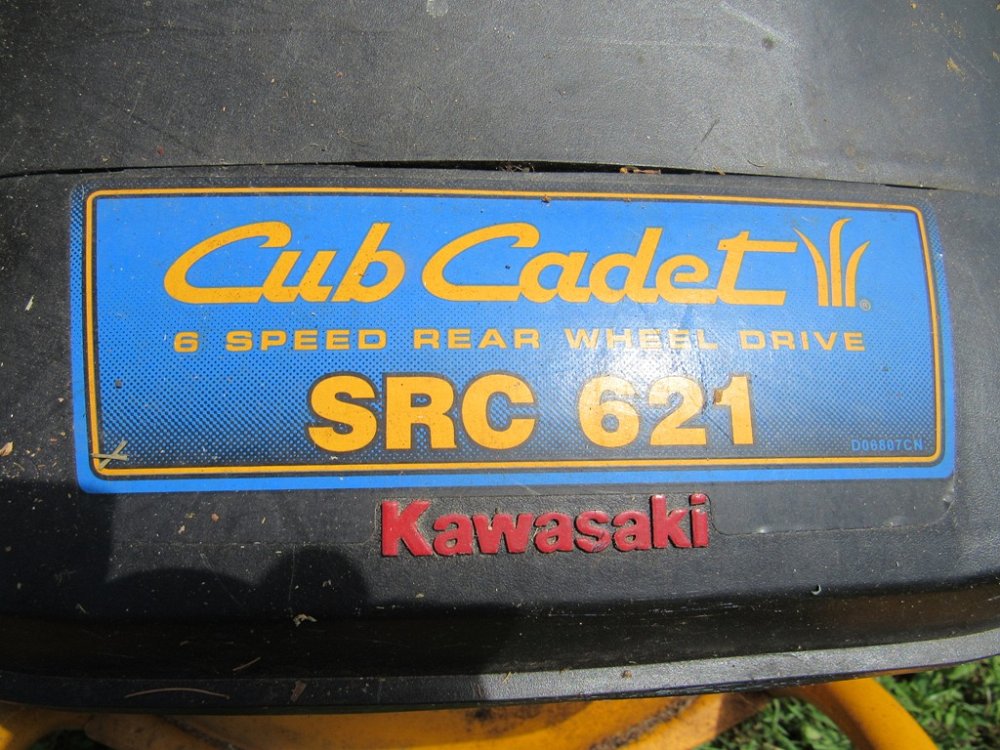 Cub Cadet ®
6 SPEED REAR WHEEL DRIVE
SRC 621
D06807CN
Kawasaki